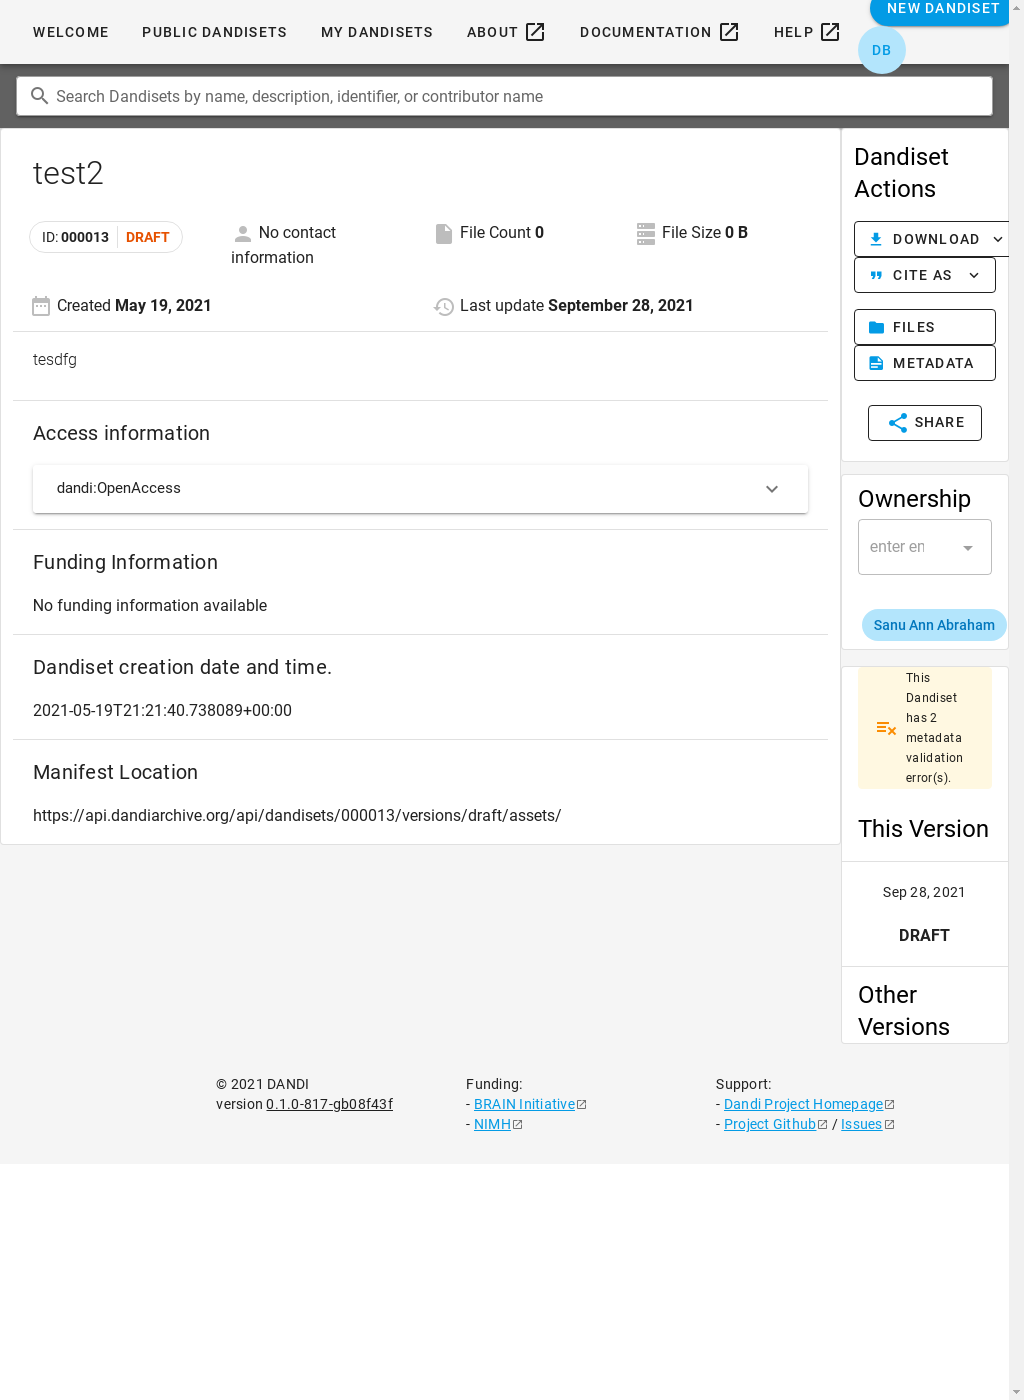 WELCOME PUBLIC DANDISETS MY DANDISETS ABOUT DOCUMENTATION HELP NEW DANDISET
DB
Search Dandisets by name, description, identifier, or contributor name
test2
ID: 000013 DRAFT
No contact information
File Count 0
File Size 0 B
Created May 19, 2021
Last update September 28, 2021
tesdfg
Access information
dandi:OpenAccess
Funding Information
No funding information available
Dandiset creation date and time.
2021-05-19T21:21:40.738089+00:00
Manifest Location
https://api.dandiarchive.org/api/dandisets/000013/versions/draft/assets/
Dandiset
Actions
DOWNLOAD
CITE AS
FILES
METADATA
SHARE
Ownership
enter en
Sanu Ann Abraham
This
Dandiset
has 2
metadata
validation
error(s).
This Version
Sep 28, 2021
DRAFT
Other
Versions
© 2021 DANDI
version 0.1.0-817-gb08f43f
Funding:
- BRAIN Initiative
- NIMH
Support:
- Dandi Project Homepage
- Project Github / Issues